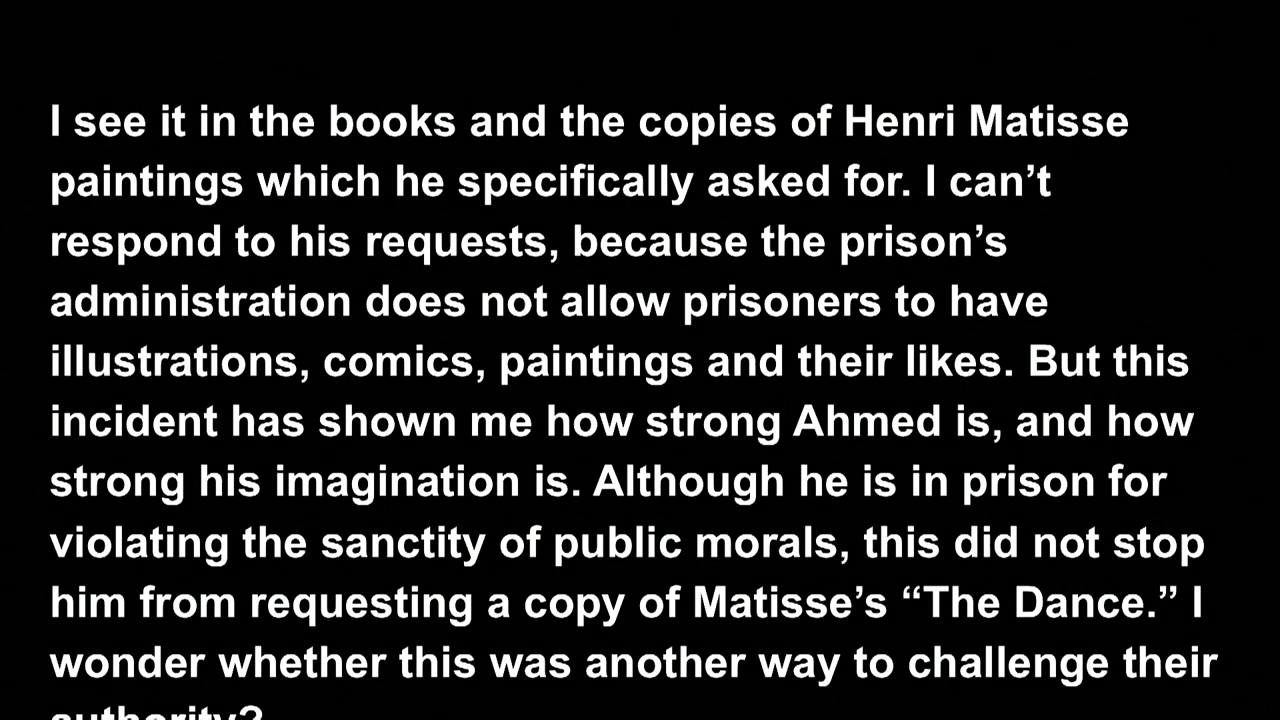 I see it in the books and the copies of Henri Matisse
paintings which he specifically asked for. I can’t
respond to his requests, because the prison’s
administration does not allow prisoners to have
illustrations, comics, paintings and their likes. But this
incident has shown me how strong Ahmed is, and how
strong his imagination is. Although he is in prison for
violating the sanctity of public morals, this did not stop
him from requesting a copy of Matisse’s “The Dance.” I
wonder whether this was another way to challenge their
authority?